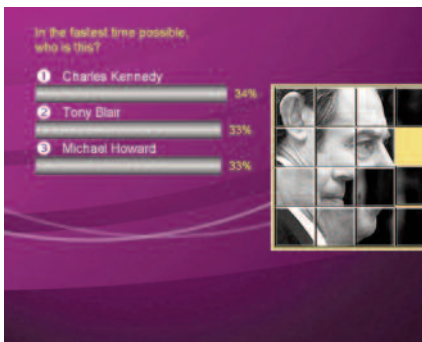 In the fastest time possible,
who is this?
1 Charles Kennedy
34%
2 Tony Blair
33%
3 Michael Howard
33%